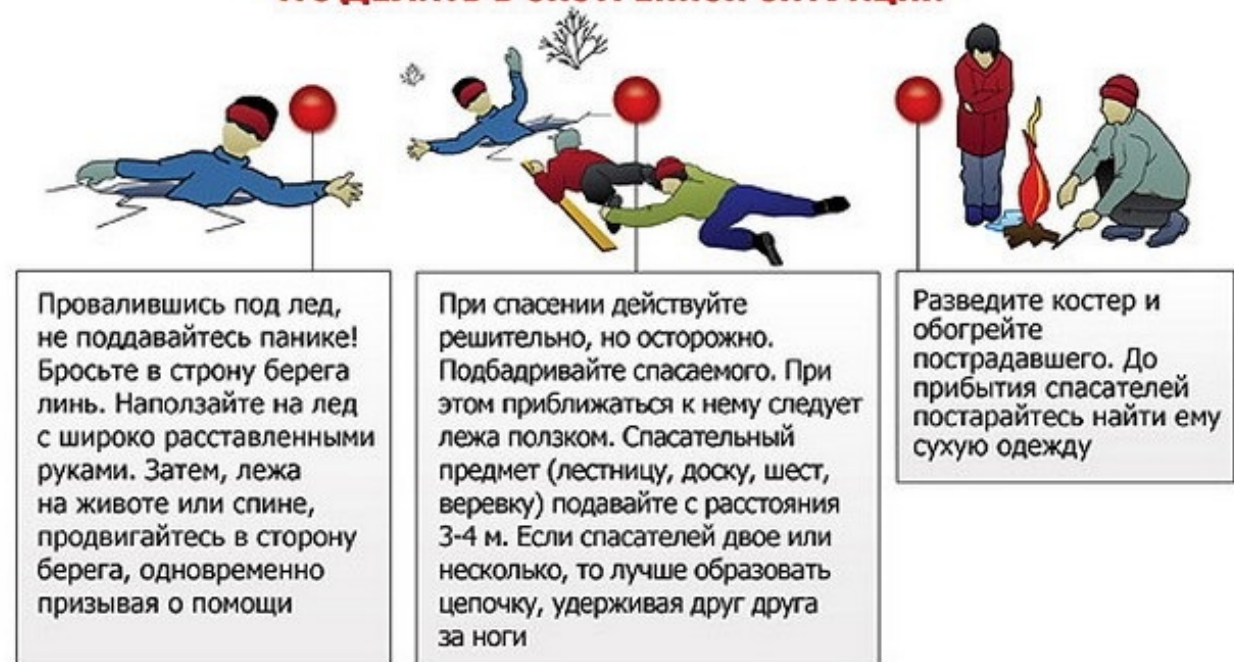 Провалившись под лед,
не поддавайтесь панике!
Бросьте в строну берега
линь. Наползайте на лед
с широко расставленными
руками. Затем, лежа
на животе или спине,
продвигайтесь в сторону
берега, одновременно
призывая о помощи
При спасении действуйте
решительно, но осторожно.
Подбадривайте спасаемого. При
этом приближаться к нему следует
лежа ползком. Спасательный
предмет (лестницу, доску, шест,
веревку) подавайте с расстояния
3-4 м. Если спасателей двое или
несколько, то лучше образовать
цепочку, удерживая друг друга
за ноги
Разведите костер и
обогрейте
пострадавшего. До
прибытия спасателей
постарайтесь найти ему
сухую одежду